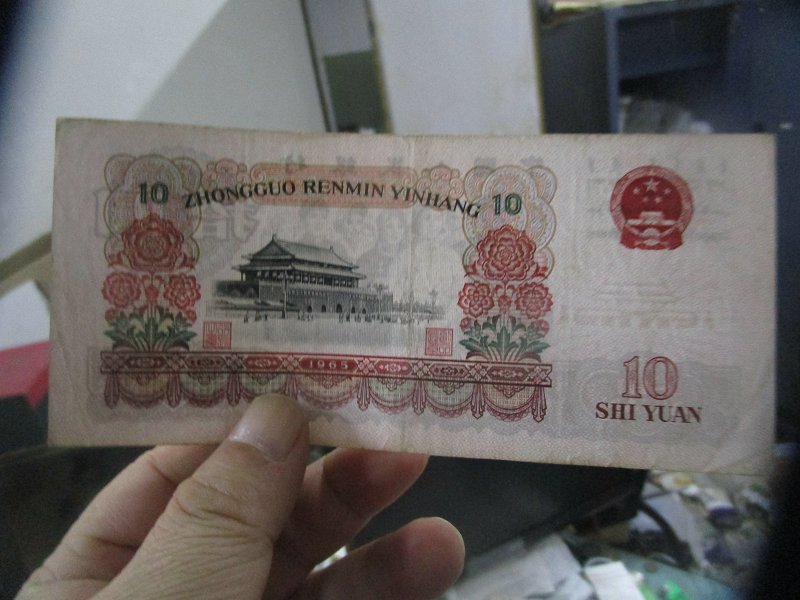 10 ZHONGGUO RENMIN YINHANG 10
1965
10
SHI YUAN